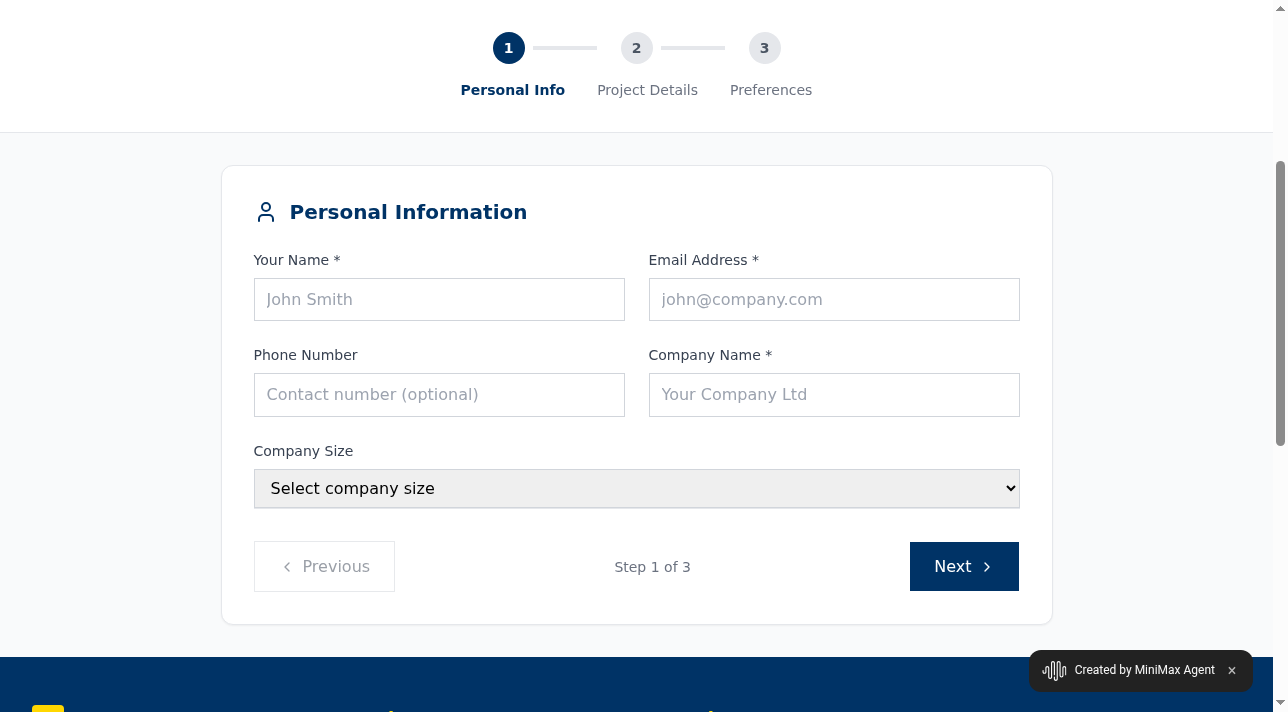 1 2 3
Personal Info Project Details Preferences
Personal Information
Your Name * Email Address *
John Smith john@company.com
Phone Number Company Name *
Contact number (optional) Your Company Ltd
Company Size
Select company size
Previous Step 1 of 3 Next
Created by MiniMax Agent ×